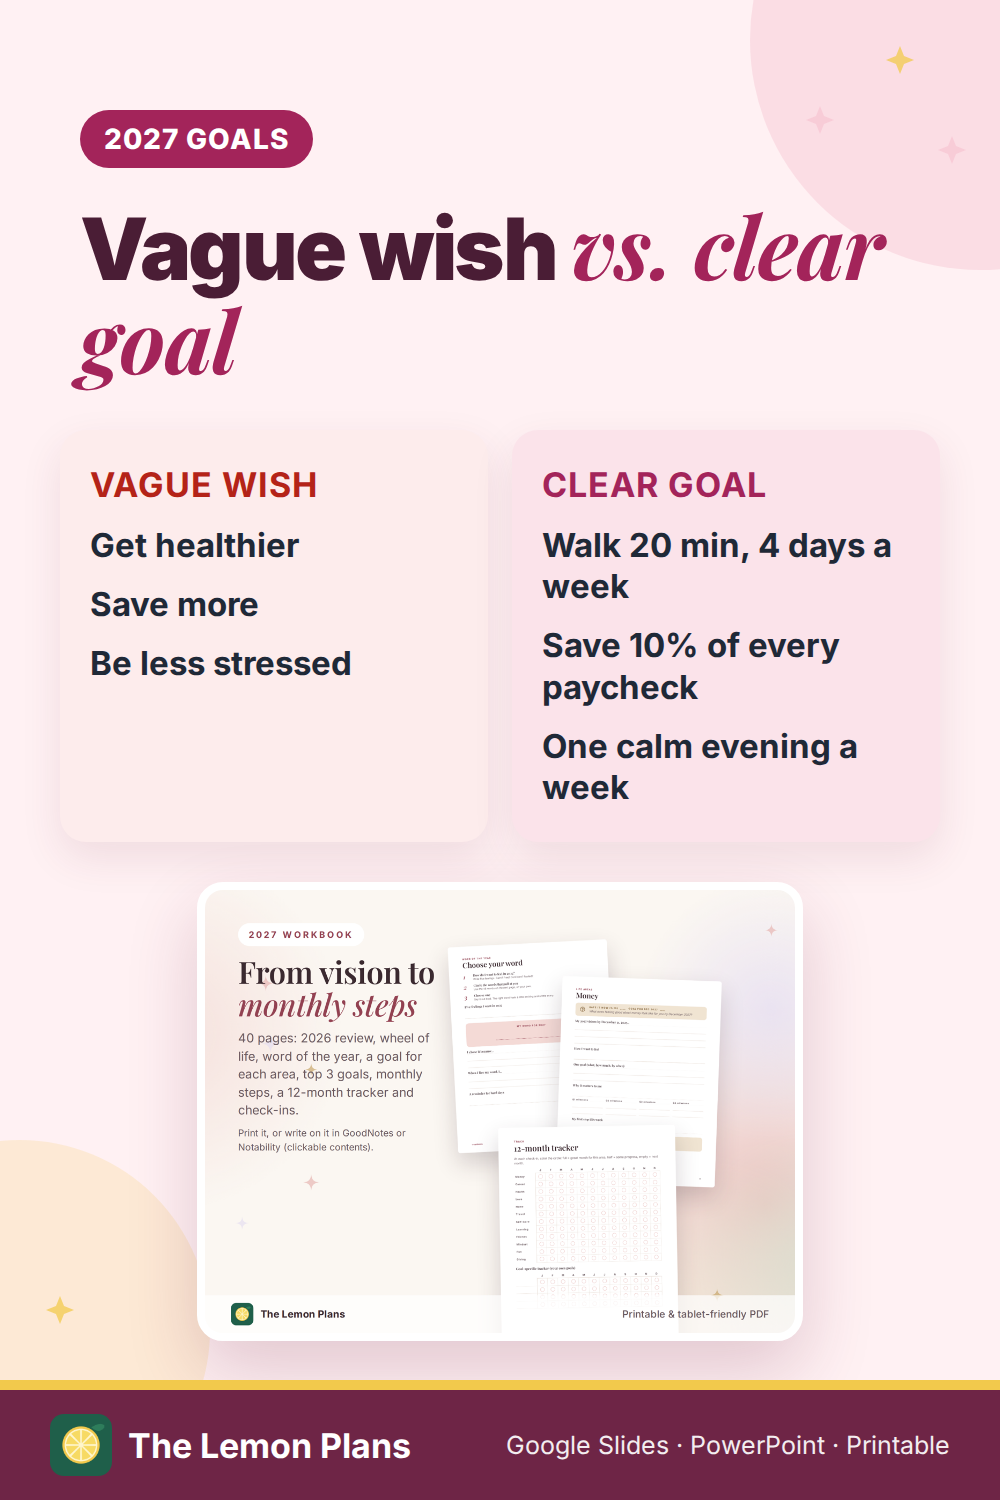 2027 GOALS
Vague wish vs. clear
goal
VAGUE WISH
Get healthier
Save more
Be less stressed
CLEAR GOAL
Walk 20 min, 4 days a
week
Save 10% of every
paycheck
One calm evening a
week
2027 WORKBOOK
From vision to
monthly steps
40 pages: 2026 review, wheel of
life, word of the year, a goal for
each area, top 3 goals, monthly
steps, a 12-month tracker and
check-ins.
Print it, or write on it in GoodNotes or
Notability (clickable contents).
Choose your word
Money
12-month tracker
The Lemon Plans
Printable & tablet-friendly PDF
The Lemon Plans
Google Slides · PowerPoint · Printable